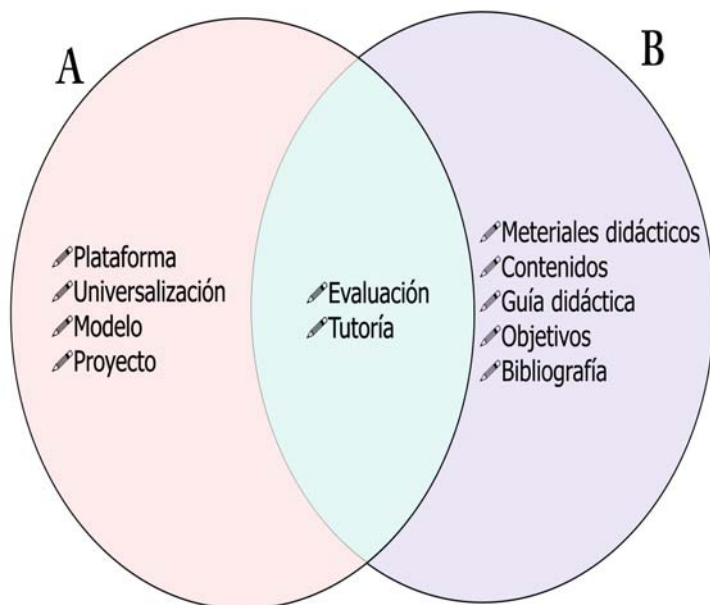 A
B
Plataforma
Universalización
Modelo
Proyecto
Evaluación
Tutoría
Meteriales didácticos
Contenidos
Guía didáctica
Objetivos
Bibliografía